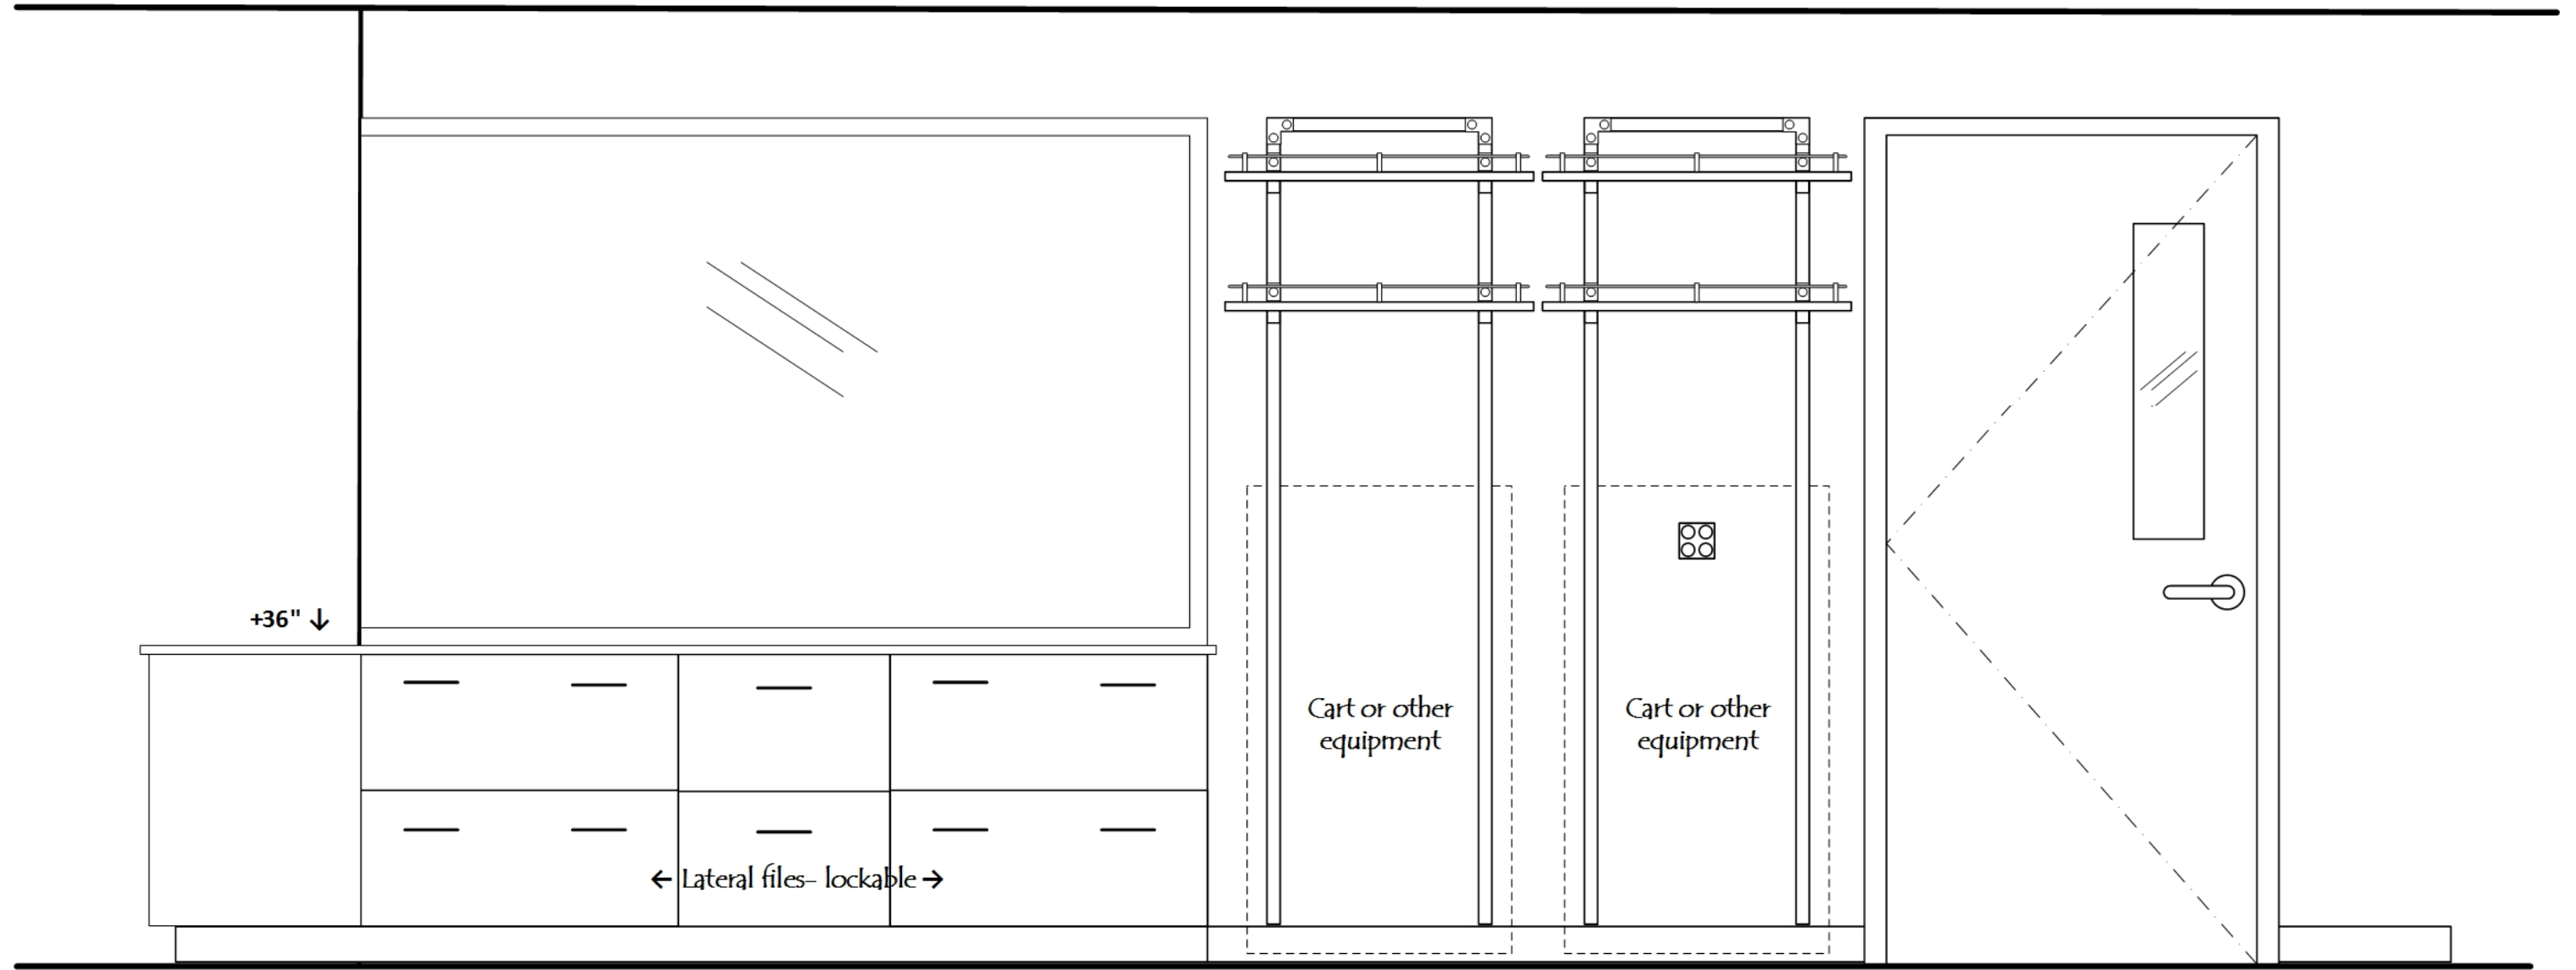 +36" ↓
Cart or other
equipment
Cart or other
equipment
← Lateral files- lockable →